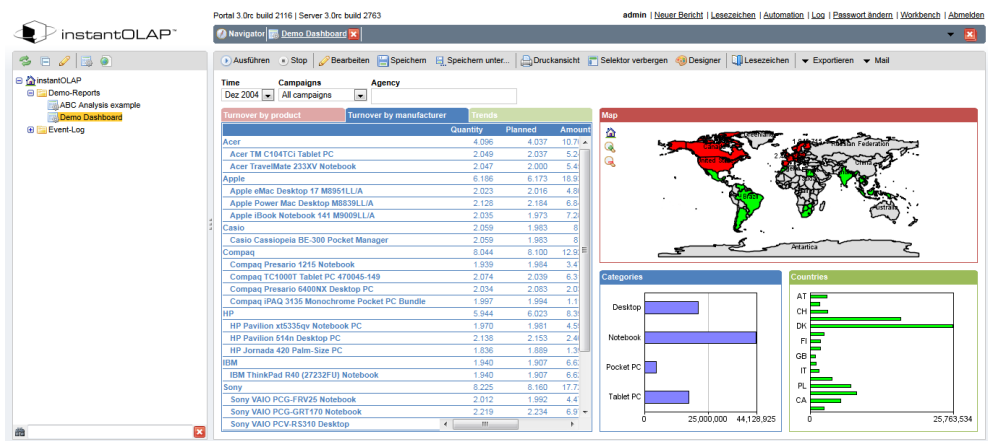 Portal 3.0rc build 2116 | Server 3.0rc build 2763
admin | Neuer Bericht | Lesezeichen | Automation | Log | Passwort ändern | Workbench | Abmelden
instantOLAP
Navigator Demo Dashboard
Ausführen Stop Bearbeiten Speichern Speichern unter... Druckansicht Selektor verbergen Designer Lesezeichen Exportieren Mail
instantOLAP
Demo-Reports
ABC Analysis example
Demo Dashboard
Event-Log
Time Campaigns Agency
Dez 2004 All campaigns
Turnover by product Turnover by manufacturer Trends
Quantity Planned Amount
Acer 4.096 4.037
Acer TM C104TCi Tablet PC 2.049 2.037
Acer TravelMate 233XV Notebook 2.047 2.000
Apple 6.186 6.173
Apple eMac Desktop 17 M8951LL/A 2.023 2.016
Apple Power Mac Desktop M8839LL/A 2.128 2.184
Apple iBook Notebook 141 M9009LL/A 2.035 1.973
Casio 2.059 1.983
Casio Cassiopeia BE-300 Pocket Manager 2.059 1.983
Compaq 8.044 8.100
Compaq Presario 1215 Notebook 1.939 1.984
Compaq TC1000T Tablet PC 470045-149 2.074 2.039
Compaq Presario 6400NX Desktop PC 2.034 2.083
Compaq iPAQ 3135 Monochrome Pocket PC Bundle 1.997 1.994
HP 5.944 6.023
HP Pavilion xt5335qv Notebook PC 1.970 1.981
HP Pavilion 514n Desktop PC 2.138 2.153
HP Jornada 420 Palm-Size PC 1.836 1.889
IBM 1.940 1.907
IBM ThinkPad R40 (27232FU) Notebook 1.940 1.907
Sony 8.225 8.160
Sony VAIO PCG-FRV25 Notebook 2.012 1.992
Sony VAIO PCG-GRT170 Notebook 2.219 2.234
Sony VAIO PCV-RS310 Desktop
Map
Russian Federation
China
Brazil
Australia
Antartica
Categories
Desktop
Notebook
Pocket PC
Tablet PC
0 25,000,000 44,128,925
Countries
AT
CH
DK
FI
GB
IT
PL
CA
0 25,763,534